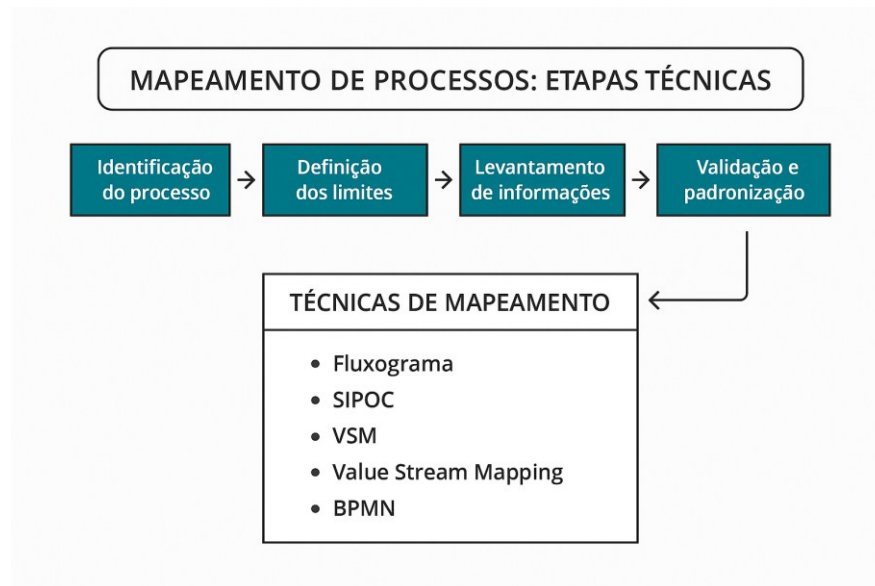 MAPEAMENTO DE PROCESSOS: ETAPAS TÉCNICAS
Identificação
do processo
Definição
dos limites
Levantamento
de informações
Validação e
padronização
TÉCNICAS DE MAPEAMENTO
• Fluxograma
• SIPOC
• VSM
• Value Stream Mapping
• BPMN